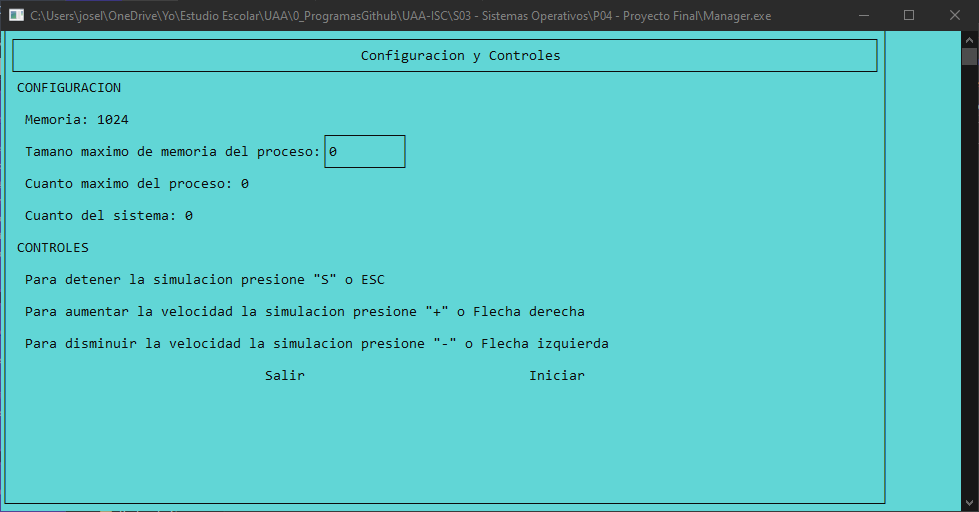 C:\Users\josel\OneDrive\Yo\Estudio Escolar\UAA\0_ProgramasGithub\UAA-ISC\S03 - Sistemas Operativos\P04 - Proyecto Final\Manager.exe
Configuracion y Controles
CONFIGURACION
Memoria: 1024
Tamano maximo de memoria del proceso: 0
Cuanto maximo del proceso: 0
Cuanto del sistema: 0
CONTROLES
Para detener la simulacion presione "S" o ESC
Para aumentar la velocidad la simulacion presione "+" o Flecha derecha
Para disminuir la velocidad la simulacion presione "-" o Flecha izquierda
Salir Iniciar